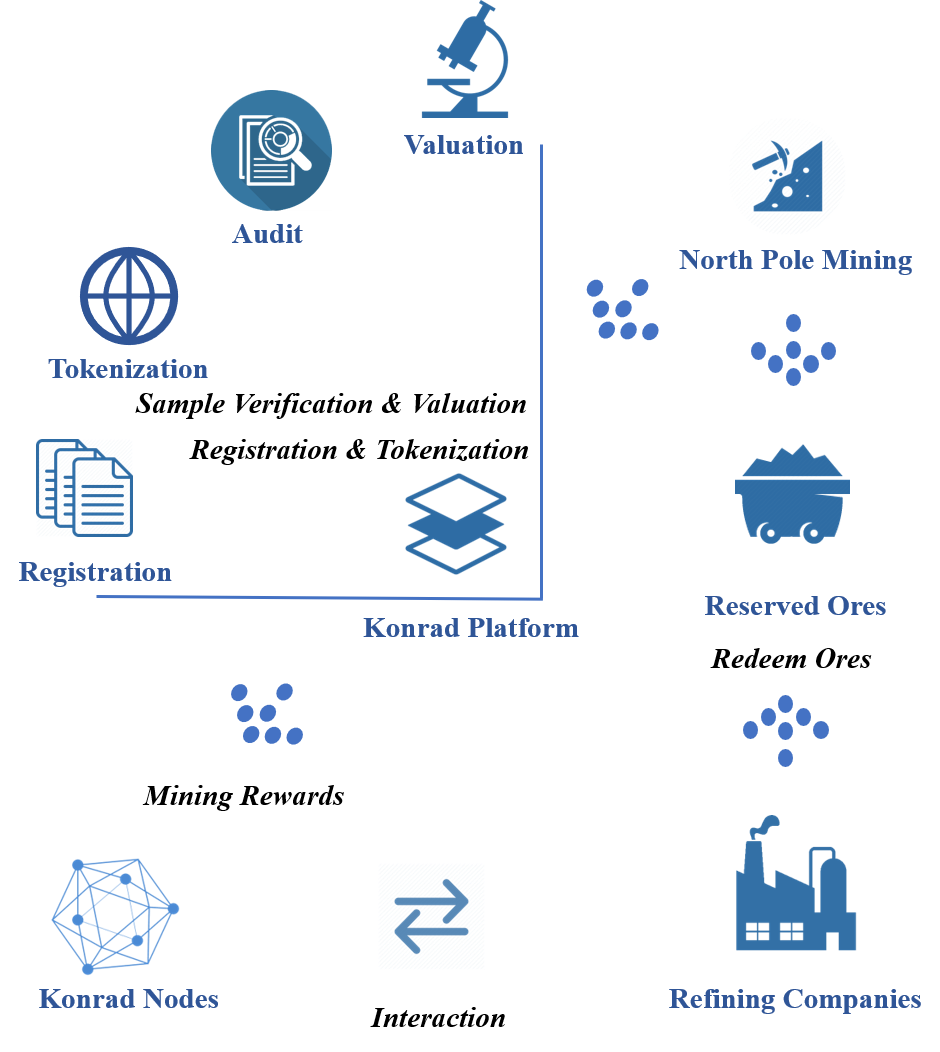 Valuation
Audit
North Pole Mining
Tokenization
Sample Verification & Valuation
Registration & Tokenization
Registration
Reserved Ores
Konrad Platform
Redeem Ores
Mining Rewards
Konrad Nodes
Refining Companies
Interaction